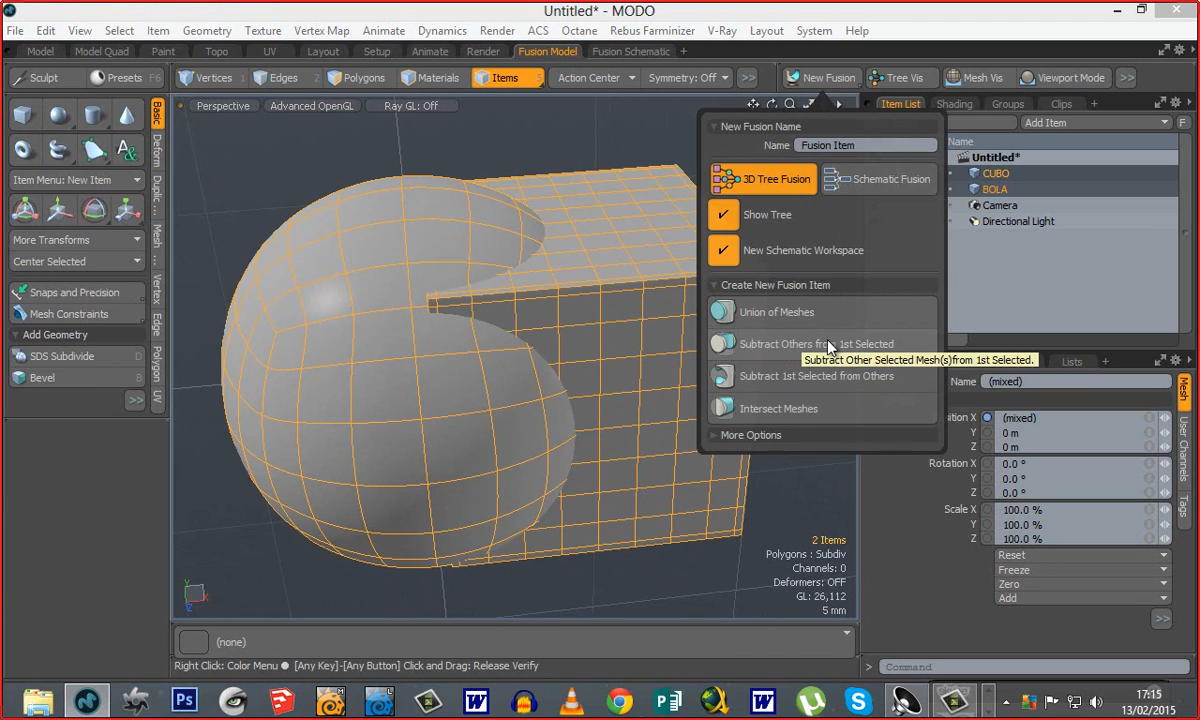 Untitled* - MODO
File Edit View Select Item Geometry Texture Vertex Map Animate Dynamics Render ACS Octane Rebus Farminizer V-Ray Layout System Help
Model Model Quad Paint Topo UV Layout Setup Animate Render Fusion Model Fusion Schematic +
Sculpt Presets F6 Vertices 1 Edges 2 Polygons Materials Items 5 Action Center Symmetry: Off >> New Fusion Tree Vis Mesh Vis Viewport Mode >>
Perspective Advanced OpenGL Ray GL: Off
Basic
Deform
Duplic ...
Mesh ...
Vertex
Edge
Polygon
UV
Item Menu: New Item
More Transforms
Center Selected
Snaps and Precision
Mesh Constraints
Add Geometry
SDS Subdivide D
Bevel B
>>
New Fusion Name
Name Fusion Item
3D Tree Fusion Schematic Fusion
✓ Show Tree
✓ New Schematic Workspace
Create New Fusion Item
Union of Meshes
Subtract Others from 1st Selected
Subtract Other Selected Mesh(s)from 1st Selected.
Subtract 1st Selected from Others
Intersect Meshes
More Options
Item List Shading Groups Clips +
Add Item F
Name
Untitled*
CUBO
BOLA
Camera
Directional Light
Lists +
Name (mixed)
sition X (mixed)
Y 0 m
Z 0 m
Rotation X 0.0 °
Y 0.0 °
Z 0.0 °
Scale X 100.0 %
Y 100.0 %
Z 100.0 %
Reset
Freeze
Zero
Add
>>
Mesh
User Channels
Tags
2 Items
Polygons : Subdiv
Channels: 0
Deformers: OFF
GL: 26,112
5 mm
(none)
Right Click: Color Menu ● [Any Key]-[Any Button] Click and Drag: Release Verify
> Command
17:15
13/02/2015